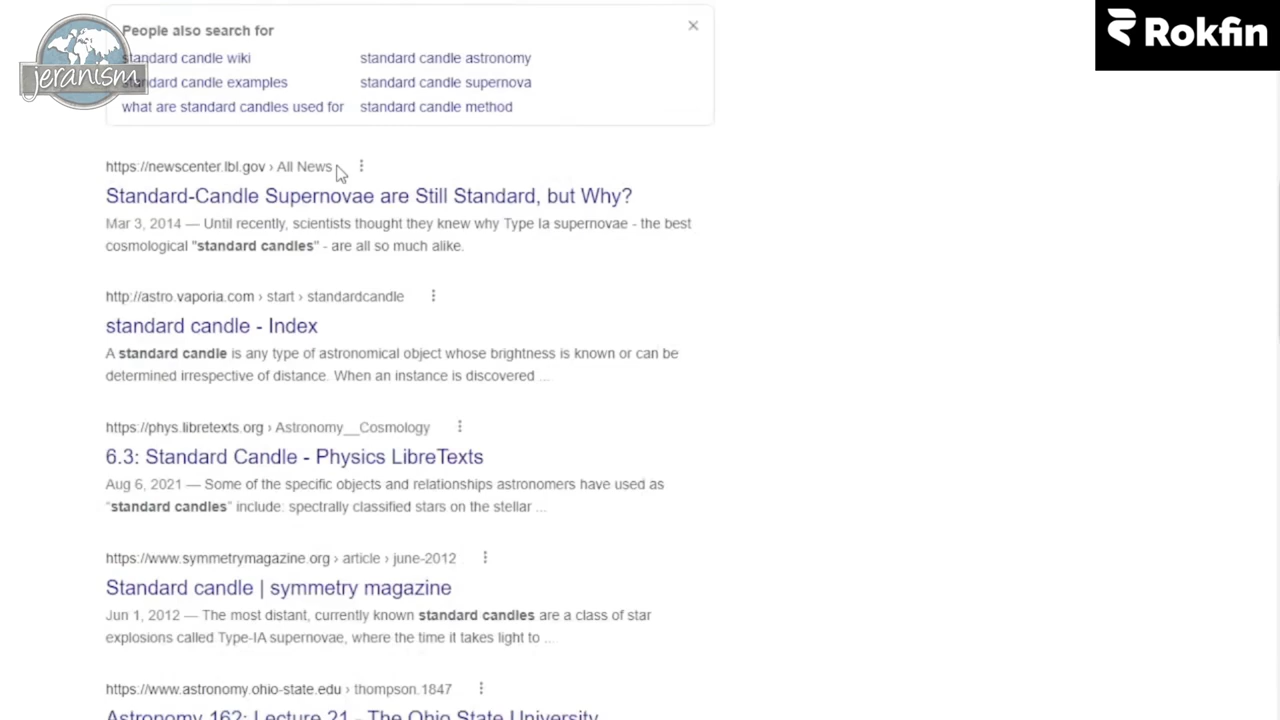 People also search for
standard candle wiki
standard candle astronomy
standard candle examples
standard candle supernova
what are standard candles used for
standard candle method
jeranism
Rokfin
https://newscenter.lbl.gov › All News
Standard-Candle Supernovae are Still Standard, but Why?
Mar 3, 2014 — Until recently, scientists thought they knew why Type Ia supernovae - the best
cosmological "standard candles" - are all so much alike.
http://astro.vaporia.com › start › standardcandle
standard candle - Index
A standard candle is any type of astronomical object whose brightness is known or can be
determined irrespective of distance. When an instance is discovered ...
https://phys.libretexts.org › Astronomy__Cosmology
6.3: Standard Candle - Physics LibreTexts
Aug 6, 2021 — Some of the specific objects and relationships astronomers have used as
“standard candles” include: spectrally classified stars on the stellar ...
https://www.symmetrymagazine.org › article › june-2012
Standard candle | symmetry magazine
Jun 1, 2012 — The most distant, currently known standard candles are a class of star
explosions called Type-IA supernovae, where the time it takes light to ...
https://www.astronomy.ohio-state.edu › thompson.1847
Astronomy 162: Lecture 21 - The Ohio State University